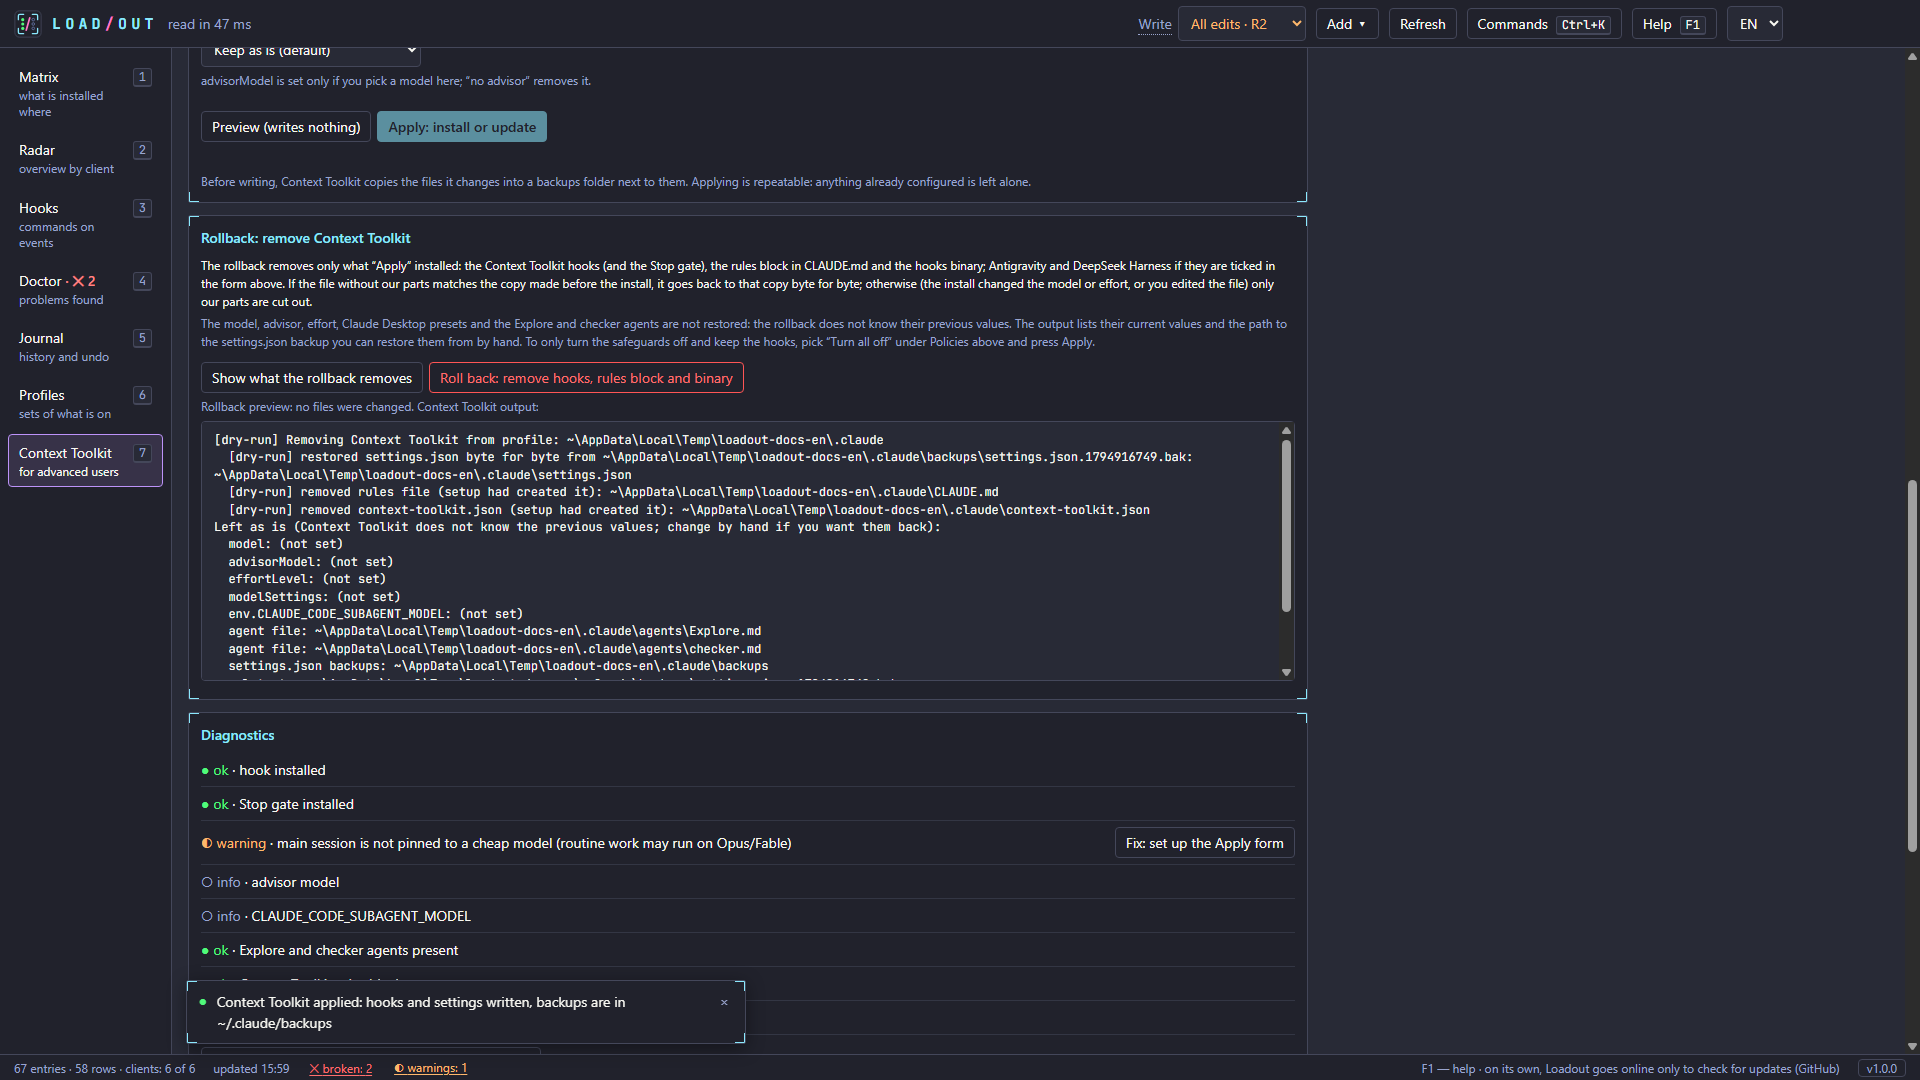 LOAD/OUT read in 47 ms
Write All edits · R2 Add ▾ Refresh Commands Ctrl+K Help F1 EN
Matrix 1
what is installed
where
Radar 2
overview by client
Hooks 3
commands on
events
Doctor · ✕ 2 4
problems found
Journal 5
history and undo
Profiles 6
sets of what is on
Context Toolkit 7
for advanced users
Keep as is (default)
advisorModel is set only if you pick a model here; “no advisor” removes it.
Preview (writes nothing) Apply: install or update
Before writing, Context Toolkit copies the files it changes into a backups folder next to them. Applying is repeatable: anything already configured is left alone.
Rollback: remove Context Toolkit
The rollback removes only what “Apply” installed: the Context Toolkit hooks (and the Stop gate), the rules block in CLAUDE.md and the hooks binary; Antigravity and DeepSeek Harness if they are ticked in
the form above. If the file without our parts matches the copy made before the install, it goes back to that copy byte for byte; otherwise (the install changed the model or effort, or you edited the file) only
our parts are cut out.
The model, advisor, effort, Claude Desktop presets and the Explore and checker agents are not restored: the rollback does not know their previous values. The output lists their current values and the path to
the settings.json backup you can restore them from by hand. To only turn the safeguards off and keep the hooks, pick “Turn all off” under Policies above and press Apply.
Show what the rollback removes Roll back: remove hooks, rules block and binary
Rollback preview: no files were changed. Context Toolkit output:
[dry-run] Removing Context Toolkit from profile: ~\AppData\Local\Temp\loadout-docs-en\.claude
[dry-run] restored settings.json byte for byte from ~\AppData\Local\Temp\loadout-docs-en\.claude\backups\settings.json.1794916749.bak:
~\AppData\Local\Temp\loadout-docs-en\.claude\settings.json
[dry-run] removed rules file (setup had created it): ~\AppData\Local\Temp\loadout-docs-en\.claude\CLAUDE.md
[dry-run] removed context-toolkit.json (setup had created it): ~\AppData\Local\Temp\loadout-docs-en\.claude\context-toolkit.json
Left as is (Context Toolkit does not know the previous values; change by hand if you want them back):
model: (not set)
advisorModel: (not set)
effortLevel: (not set)
modelSettings: (not set)
env.CLAUDE_CODE_SUBAGENT_MODEL: (not set)
agent file: ~\AppData\Local\Temp\loadout-docs-en\.claude\agents\Explore.md
agent file: ~\AppData\Local\Temp\loadout-docs-en\.claude\agents\checker.md
settings.json backups: ~\AppData\Local\Temp\loadout-docs-en\.claude\backups
Diagnostics
ok · hook installed
ok · Stop gate installed
warning · main session is not pinned to a cheap model (routine work may run on Opus/Fable) Fix: set up the Apply form
info · advisor model
info · CLAUDE_CODE_SUBAGENT_MODEL
ok · Explore and checker agents present
Context Toolkit applied: hooks and settings written, backups are in ×
~/.claude/backups
67 entries · 58 rows · clients: 6 of 6 updated 15:59 ✕ broken: 2 warnings: 1
F1 — help · on its own, Loadout goes online only to check for updates (GitHub) v1.0.0